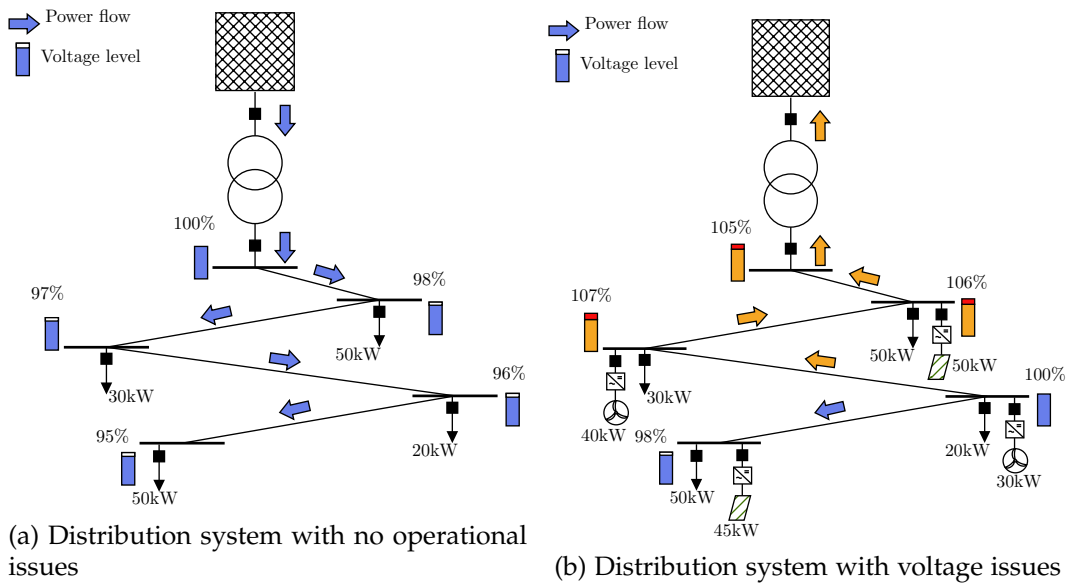 Power flow
Voltage level
100%
98%
97%
50kW
96%
30kW
95%
20kW
50kW
(a) Distribution system with no operational
issues
Power flow
Voltage level
105%
106%
107%
50kW
50kW
100%
30kW
40kW
98%
20kW
30kW
50kW
45kW
(b) Distribution system with voltage issues